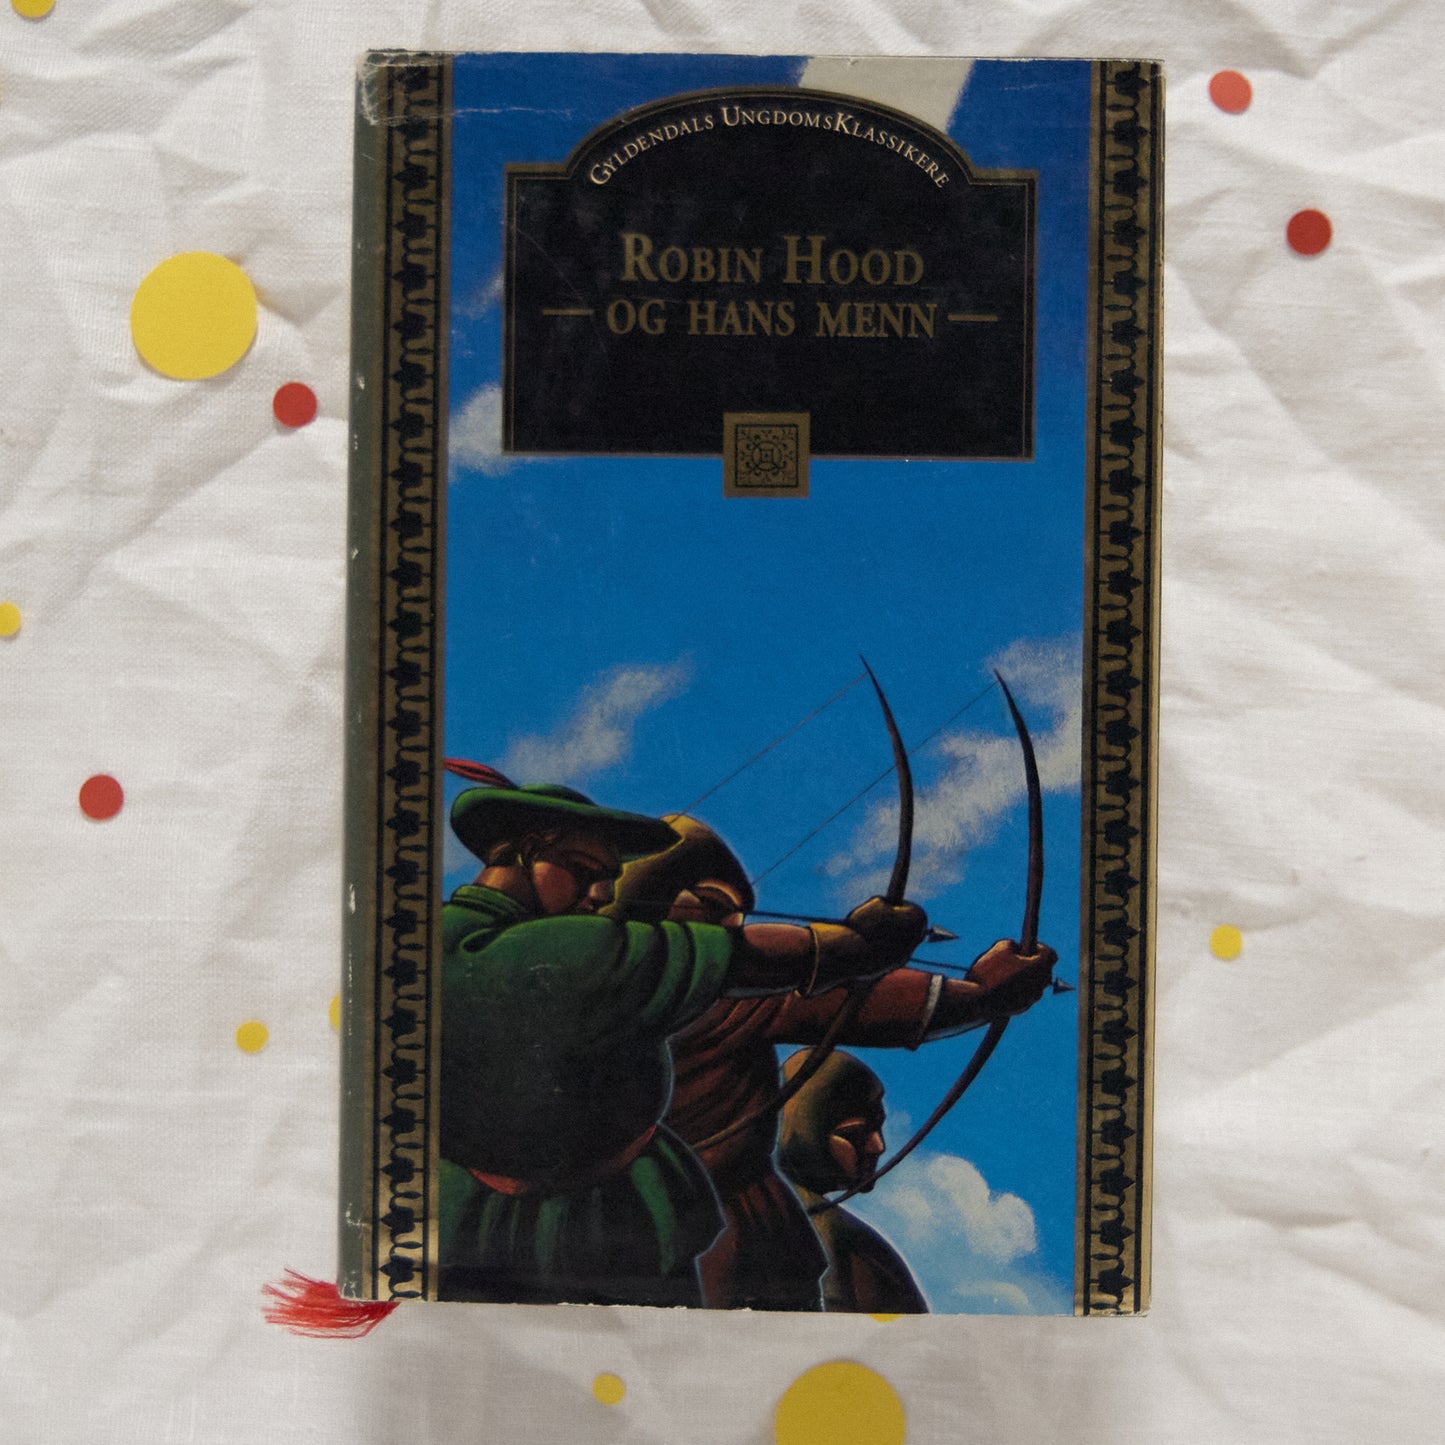 Gyldendals UngdomsKlassikere
Robin Hood
og hans menn